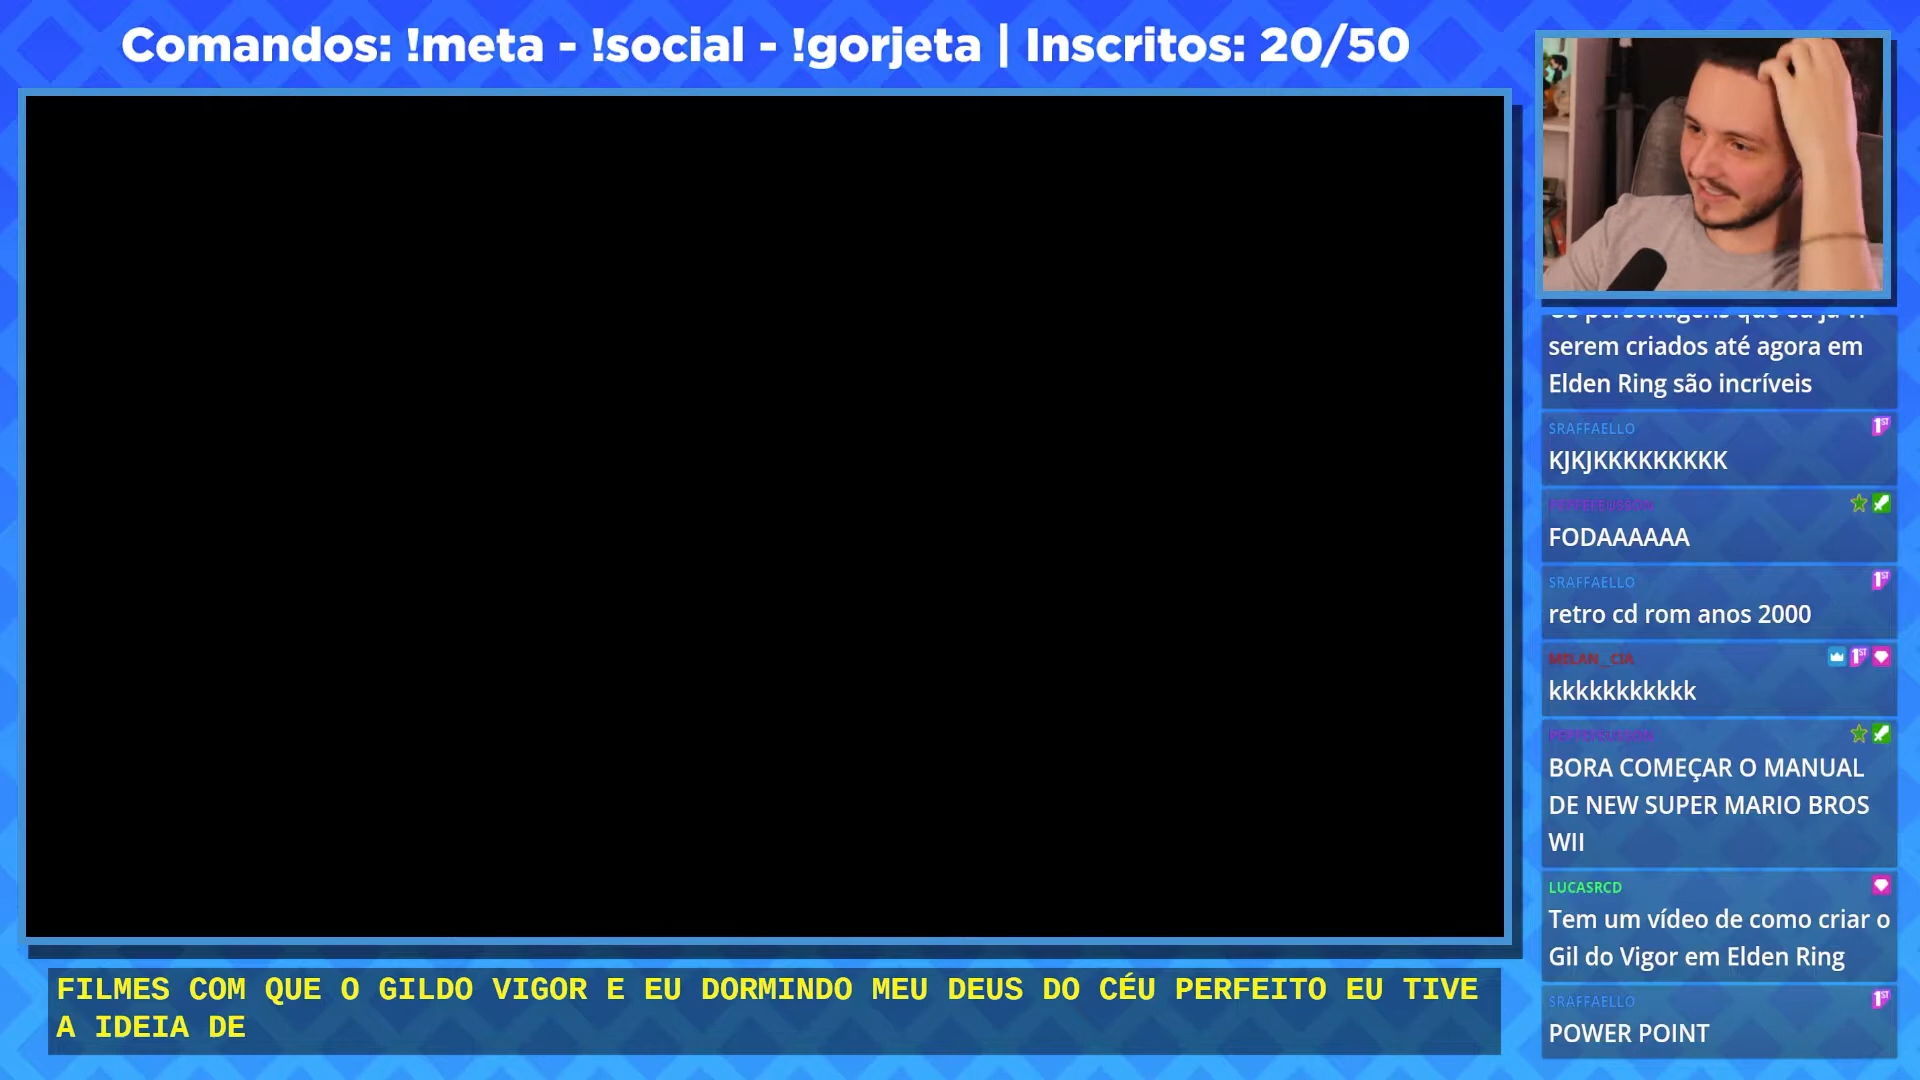 Comandos: !meta - !social - !gorjeta | Inscritos: 20/50
serem criados até agora em
Elden Ring são incríveis
SRAFFAELLO
KJKJKKKKKKKKK
FODAAAAAA
SRAFFAELLO
retro cd rom anos 2000
MELAN_CIA
kkkkkkkkkkk
BORA COMEÇAR O MANUAL
DE NEW SUPER MARIO BROS
WII
LUCASRCD
Tem um vídeo de como criar o
Gil do Vigor em Elden Ring
SRAFFAELLO
POWER POINT
FILMES COM QUE O GILDO VIGOR E EU DORMINDO MEU DEUS DO CÉU PERFEITO EU TIVE
A IDEIA DE